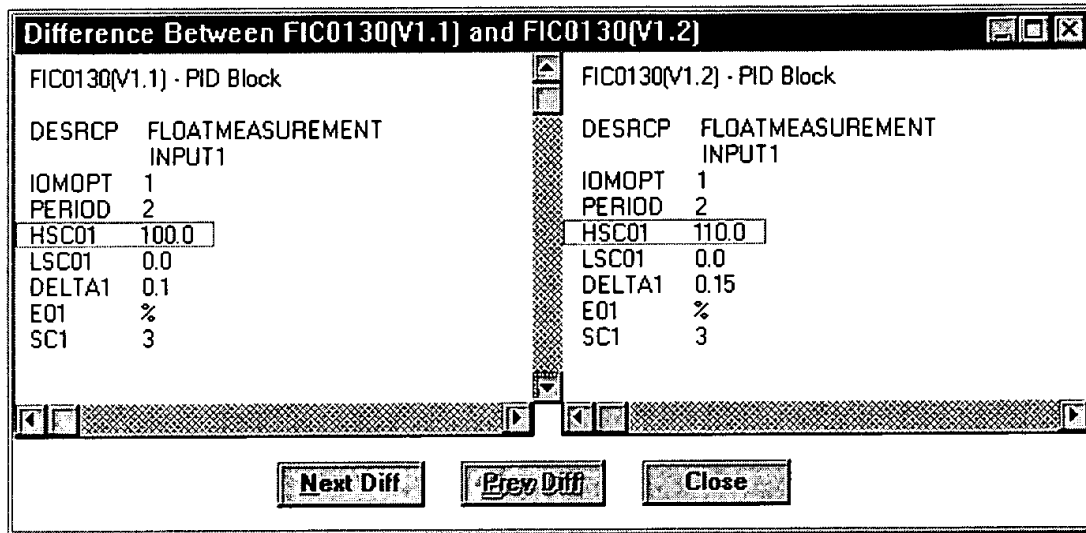 Difference Between FIC0130(V1.1) and FIC0130(V1.2)
FIC0130(V1.1) - PID Block
DESRCP FLOATMEASUREMENT
INPUT1
IOMOPT 1
PERIOD 2
HSC01 100.0
LSC01 0.0
DELTA1 0.1
E01 %
SC1 3
FIC0130(V1.2) - PID Block
DESRCP FLOATMEASUREMENT
INPUT1
IOMOPT 1
PERIOD 2
HSC01 110.0
LSC01 0.0
DELTA1 0.15
E01 %
SC1 3
Next Diff
Prev Diff
Close